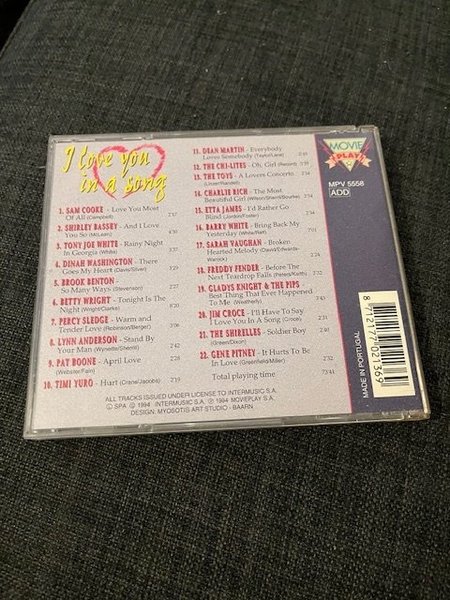 I love you
in a song
1. SAM COOKE - Love You Most
Of All (Campbell) 2'17
2. SHIRLEY BASSEY - And I Love
You So (McLean) 3'29
3. TONY JOE WHITE - Rainy Night
In Georgia (White)
4. DINAH WASHINGTON - There
Goes My Heart (Davis/Silver)
5. BROOK BENTON -
So Many Ways (Stevenson)
6. BETTY WRIGHT - Tonight Is The
Night (Wright/Clarke)
7. PERCY SLEDGE - Warm and
Tender Love (Robinson/Berger)
8. LYNN ANDERSON - Stand By
Your Man (Wynette/Sherill)
9. PAT BOONE - April Love
(Webster/Fain)
10. TIMI YURO - Hurt (Crane/Jacobs)
11. DEAN MARTIN - Everybody
Loves Somebody (Taylor/Lane)
12. THE CHI-LITES - Oh, Girl (Record)
13. THE TOYS - A Lovers Concerto
(Linzer/Randell)
14. CHARLIE RICH - The Most
Beautiful Girl
15. ETTA JAMES - I'd Rather Go
Blind (Jordan/Foster)
16. BARRY WHITE - Bring Back My
Yesterday
17. SARAH VAUGHAN - Broken
Hearted Melody
18. FREDDY FENDER - Before The
Next Teardrop Falls (Peters/Keith)
19. GLADYS KNIGHT & THE PIPS
Best Thing That Ever Happened
To Me (Weatherly)
20. JIM CROCE - I'll Have To Say
I Love You In A Song (Croce)
21. THE SHIRELLES - Soldier Boy
(Green/Dixon)
22. GENE PITNEY - It Hurts To Be
In Love (Greenfield/Miller)
Total playing time 73'41
ALL TRACKS ISSUED UNDER LICENSE TO INTERMUSIC S.A.
© SPA ℗ 1994 INTERMUSIC S.A. ℗ 1994 MOVIEPLAY S.A.
DESIGN: MYOSOTIS ART STUDIO - BAARN
MOVIE
PLAY
MPV 5558
ADD
8 712177 021369
MADE IN PORTUGAL